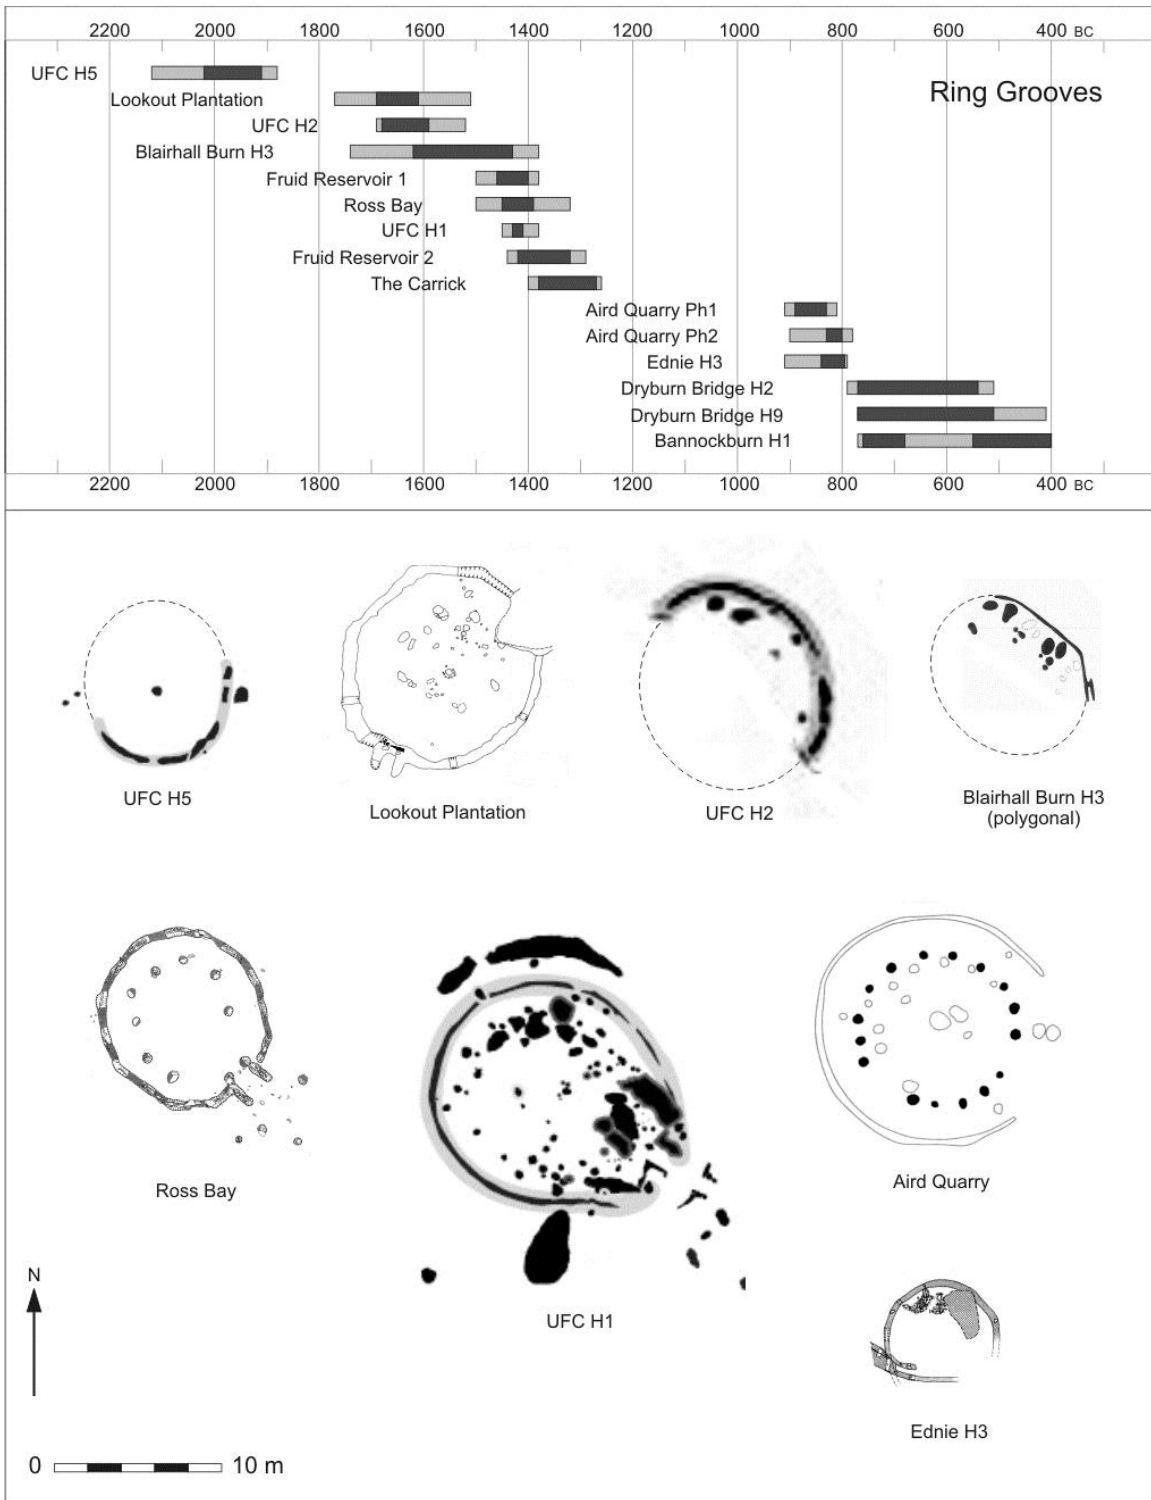 2200 2000 1800 1600 1400 1200 1000 800 600 400 BC
UFC H5
Ring Grooves
Lookout Plantation
UFC H2
Blairhall Burn H3
Fruid Reservoir 1
Ross Bay
UFC H1
Fruid Reservoir 2
The Carrick
Aird Quarry Ph1
Aird Quarry Ph2
Ednie H3
Dryburn Bridge H2
Dryburn Bridge H9
Bannockburn H1
2200 2000 1800 1600 1400 1200 1000 800 600 400 BC
UFC H5
Lookout Plantation
UFC H2
Blairhall Burn H3
(polygonal)
Ross Bay
UFC H1
Aird Quarry
Ednie H3
N
0 10 m